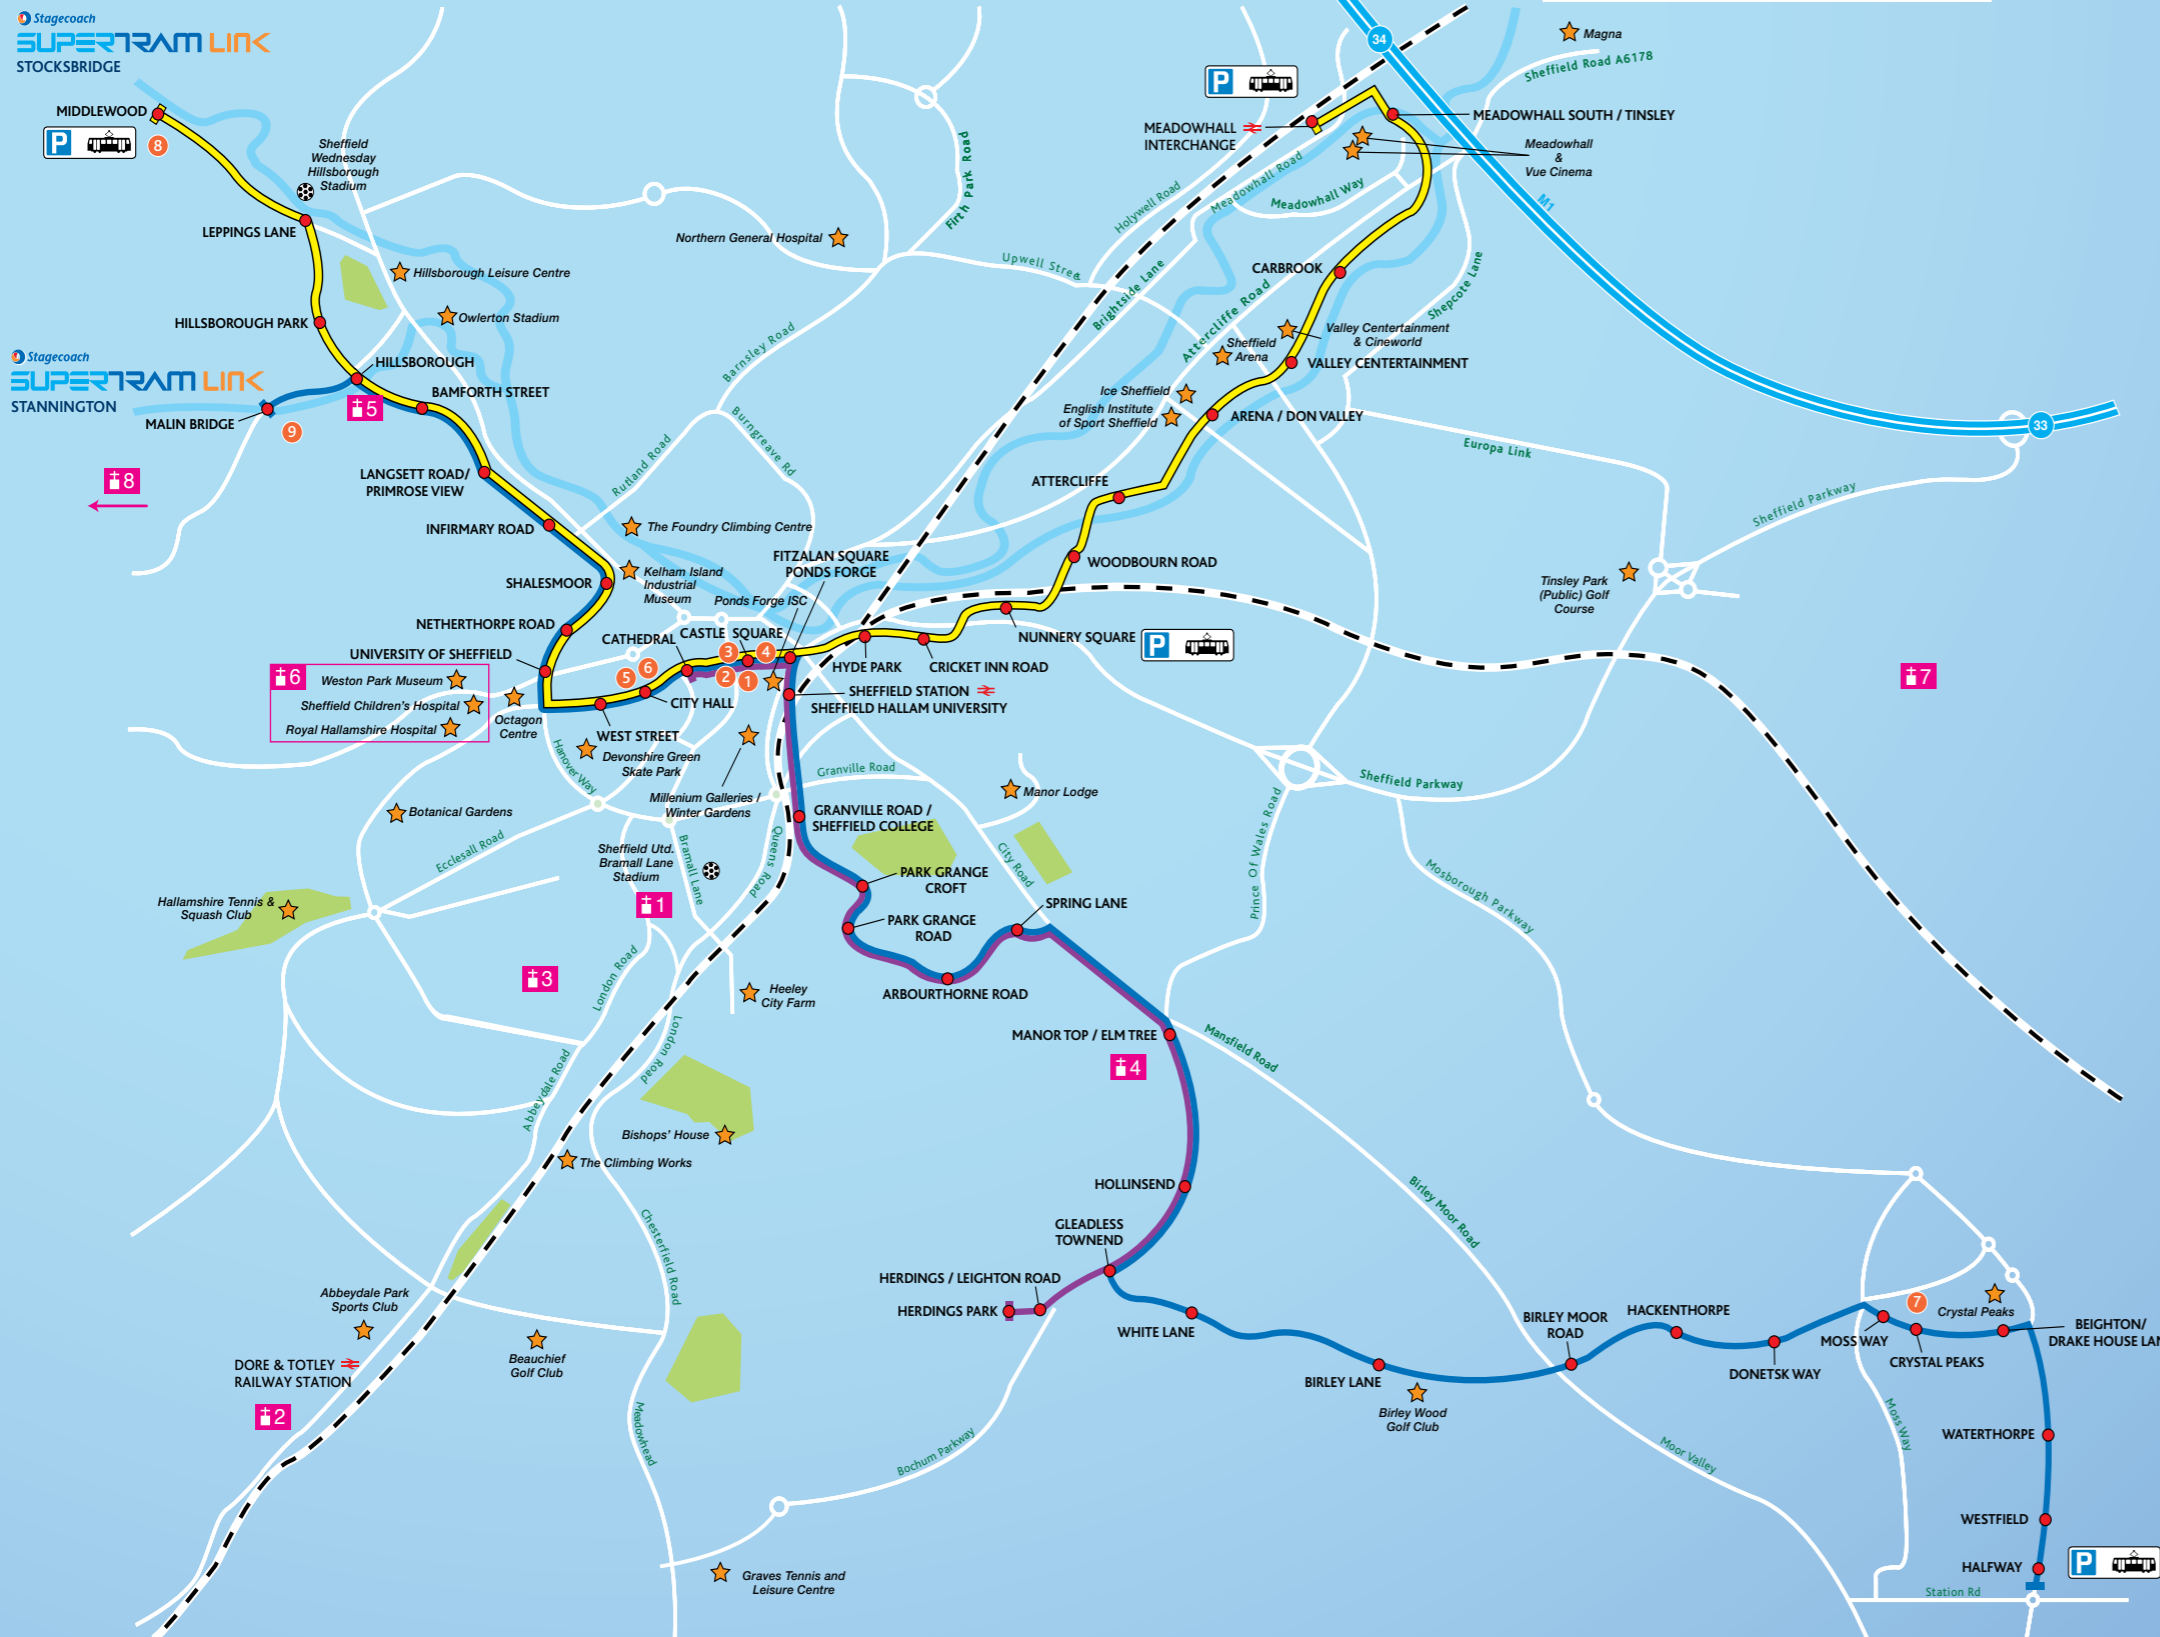 Stagecoach
SUPERTRAM LINK
STOCKSBRIDGE
34
Magna
Sheffield Road A6178
P
MIDDLEWOOD
P
8
MEADOWHALL
INTERCHANGE
MEADOWHALL SOUTH / TINSLEY
Sheffield
Wednesday
Hillsborough
Stadium
Meadowhall
&
Vue Cinema
Firth Park Road
Holywell Road
Meadowhall Road
Meadowhall Way
M1
LEPPINGS LANE
Northern General Hospital
Hillsborough Leisure Centre
Upwell Stree
Brightside Lane
CARBROOK
Attercliffe Road
Shepcote Lane
HILLSBOROUGH PARK
Owlerton Stadium
Barnsley Road
Valley Centertainment
& Cineworld
Sheffield
Arena
Stagecoach
SUPERTRAM LINK
STANNINGTON
HILLSBOROUGH
VALLEY CENTERTAINMENT
5
BAMFORTH STREET
Ice Sheffield
English Institute
of Sport Sheffield
ARENA / DON VALLEY
MALIN BRIDGE
9
Burngreave Rd
33
Europa Link
Rutland Road
8
LANGSETT ROAD/
PRIMROSE VIEW
ATTERCLIFFE
Sheffield Parkway
INFIRMARY ROAD
The Foundry Climbing Centre
FITZALAN SQUARE
PONDS FORGE
WOODBOURN ROAD
SHALESMOOR
Kelham Island
Industrial
Museum
Ponds Forge ISC
Tinsley Park
(Public) Golf
Course
NETHERTHORPE ROAD
CATHEDRAL
CASTLE SQUARE
NUNNERY SQUARE
P
UNIVERSITY OF SHEFFIELD
3
4
HYDE PARK
CRICKET INN ROAD
6
5
6
2
1
7
Weston Park Museum
Sheffield Children's Hospital
Royal Hallamshire Hospital
Octagon
Centre
CITY HALL
SHEFFIELD STATION
SHEFFIELD HALLAM UNIVERSITY
WEST STREET
Hanover Way
Devonshire Green
Skate Park
Granville Road
Sheffield Parkway
Millenium Galleries /
Winter Gardens
Manor Lodge
Botanical Gardens
GRANVILLE ROAD /
SHEFFIELD COLLEGE
Ecclesall Road
Sheffield Utd.
Bramall Lane
Stadium
Bramall Lane
Queens Road
City Road
Prince Of Wales Road
Mosborough Parkway
PARK GRANGE
CROFT
Hallamshire Tennis &
Squash Club
1
PARK GRANGE
ROAD
SPRING LANE
3
London Road
Heeley
City Farm
ARBOURTHORNE ROAD
London Road
MANOR TOP / ELM TREE
Mansfield Road
4
Abbeydale Road
Bishops' House
The Climbing Works
HOLLINSEND
Birley Moor Road
Chesterfield Road
GLEADLESS
TOWNEND
HERDINGS / LEIGHTON ROAD
HERDINGS PARK
WHITE LANE
Abbeydale Park
Sports Club
BIRLEY MOOR
ROAD
HACKENTHORPE
7
Crystal Peaks
MOSS WAY
BEIGHTON/
DRAKE HOUSE LAN
CRYSTAL PEAKS
DONETSK WAY
Beauchief
Golf Club
DORE & TOTLEY
RAILWAY STATION
2
BIRLEY LANE
Birley Wood
Golf Club
Meadowhead
Moss Way
WATERTHORPE
Bochum Parkway
Moor Valley
WESTFIELD
HALFWAY
P
Graves Tennis and
Leisure Centre
Station Rd